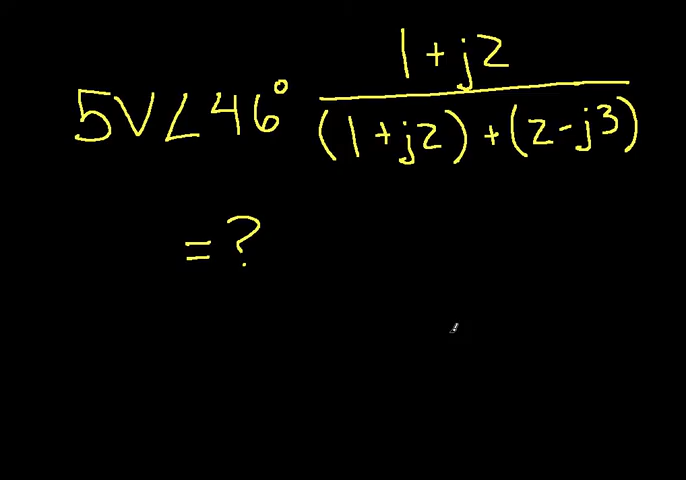 5V∠46° (1+j2) / ((1+j2)+(2-j3))
= ?